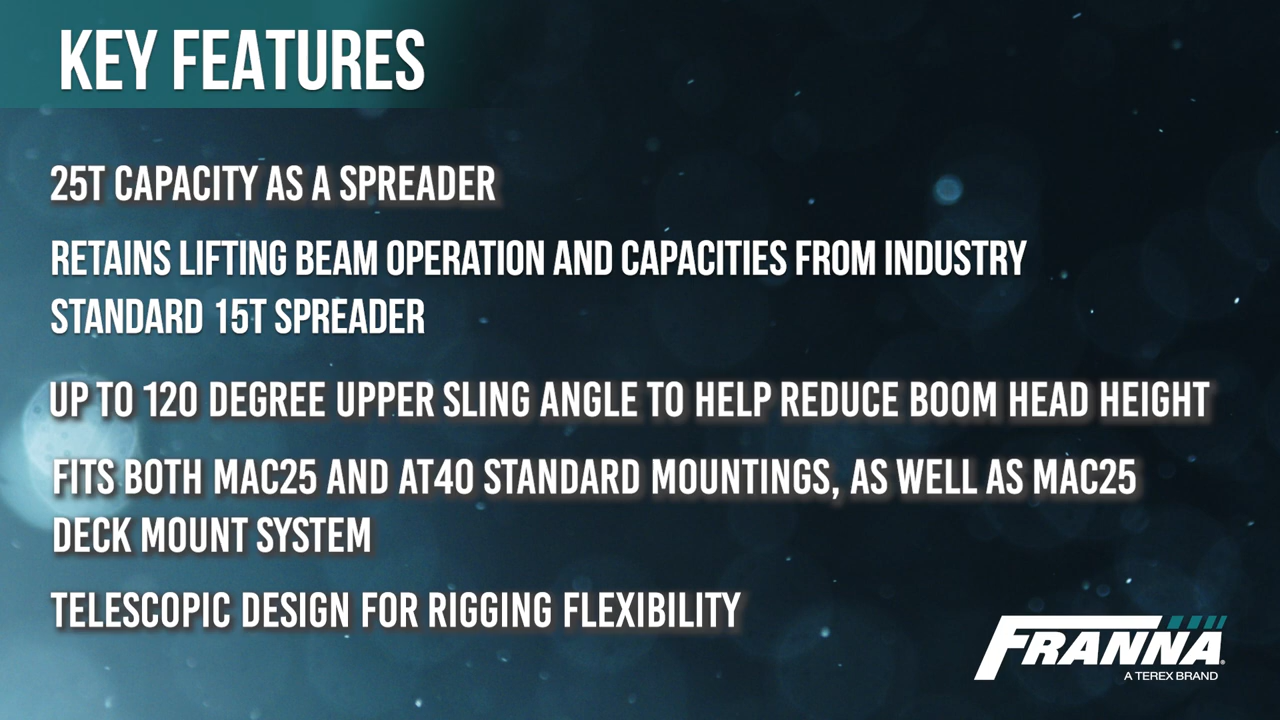 KEY FEATURES
25T CAPACITY AS A SPREADER
RETAINS LIFTING BEAM OPERATION AND CAPACITIES FROM INDUSTRY
STANDARD 15T SPREADER
UP TO 120 DEGREE UPPER SLING ANGLE TO HELP REDUCE BOOM HEAD HEIGHT
FITS BOTH MAC25 AND AT40 STANDARD MOUNTINGS, AS WELL AS MAC25
DECK MOUNT SYSTEM
TELESCOPIC DESIGN FOR RIGGING FLEXIBILITY
FRANNA®
A TEREX BRAND